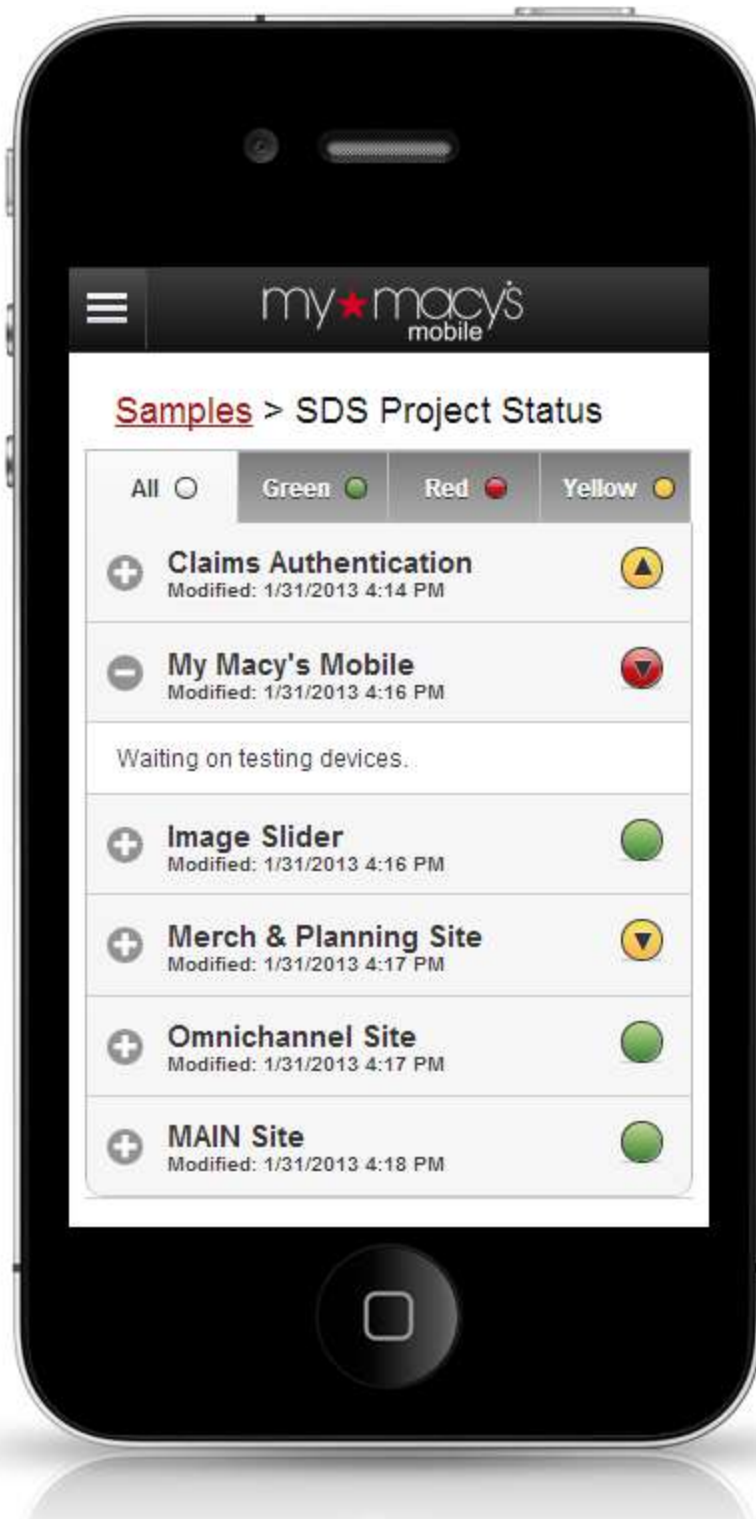 my★macy's
mobile
Samples > SDS Project Status
All Green Red Yellow
Claims Authentication
Modified: 1/31/2013 4:14 PM
My Macy's Mobile
Modified: 1/31/2013 4:16 PM
Waiting on testing devices.
Image Slider
Modified: 1/31/2013 4:16 PM
Merch & Planning Site
Modified: 1/31/2013 4:17 PM
Omnichannel Site
Modified: 1/31/2013 4:17 PM
MAIN Site
Modified: 1/31/2013 4:18 PM